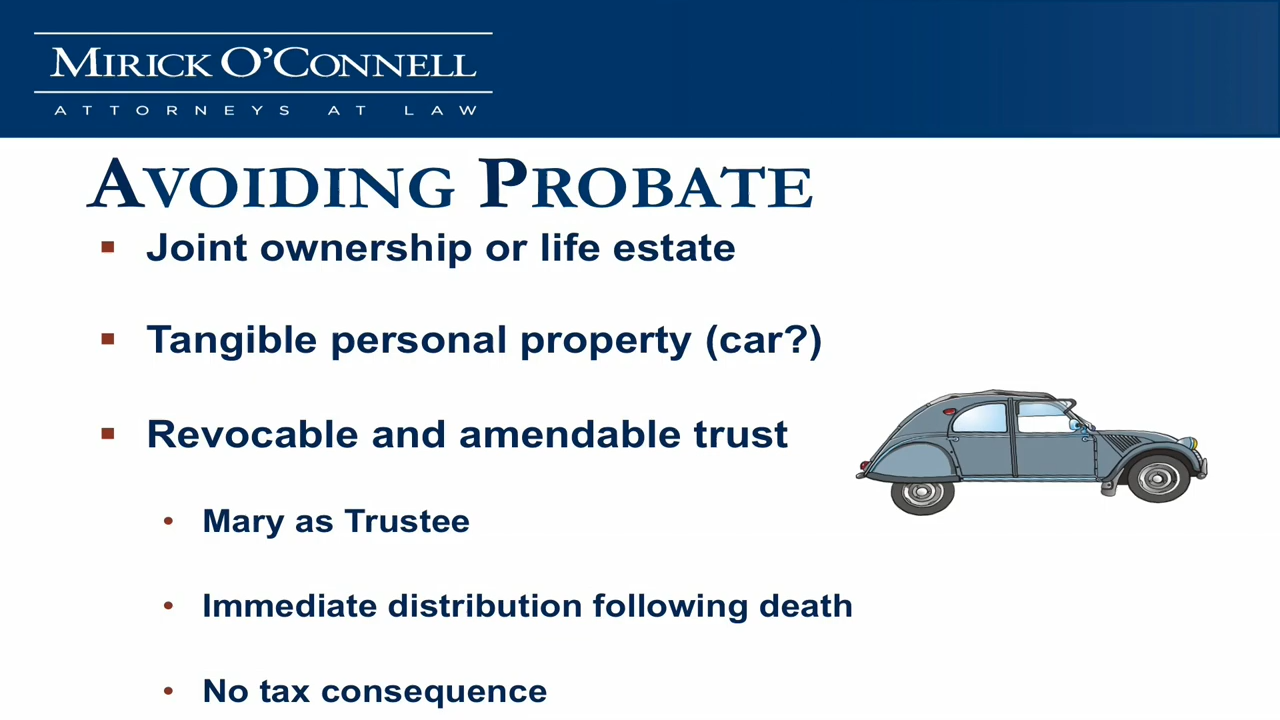 MIRICK O'CONNELL
ATTORNEYS AT LAW
AVOIDING PROBATE
Joint ownership or life estate
Tangible personal property (car?)
Revocable and amendable trust
Mary as Trustee
Immediate distribution following death
No tax consequence